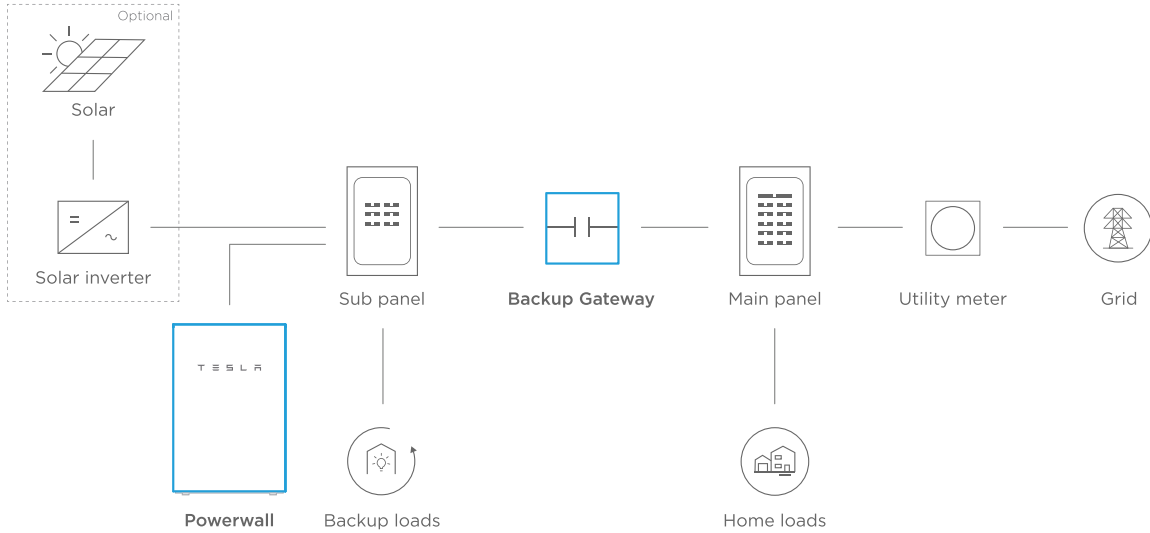 Optional
Solar
Solar inverter
Sub panel
Backup Gateway
Main panel
Utility meter
Grid
TESLA
Powerwall
Backup loads
Home loads